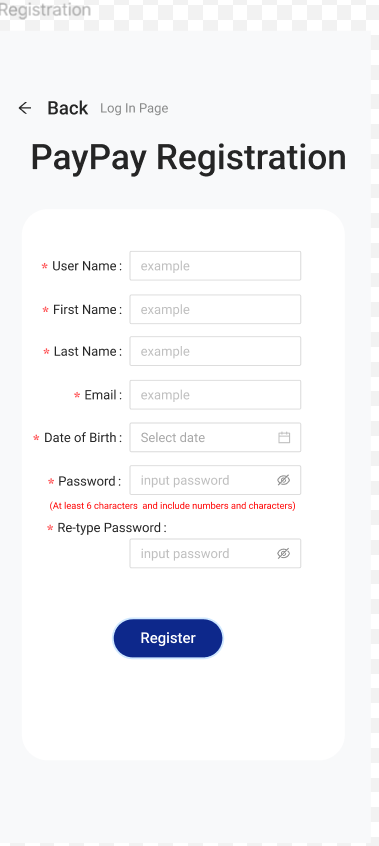 Registration
Back Log In Page
PayPay Registration
* User Name : example
* First Name : example
* Last Name : example
* Email : example
* Date of Birth : Select date
* Password : input password
(At least 6 characters and include numbers and characters)
* Re-type Password :
input password
Register